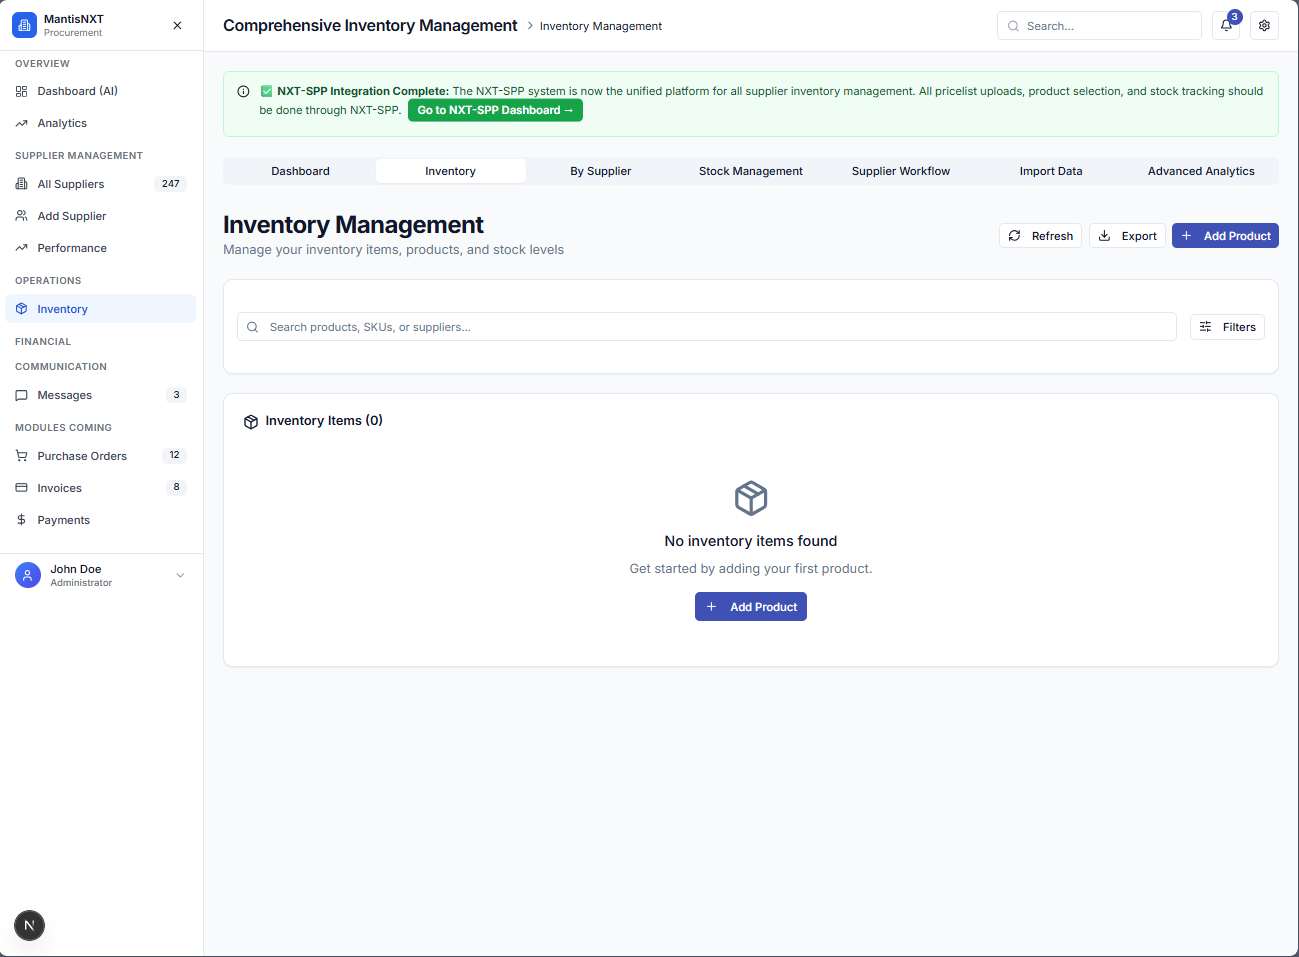 MantisNXT
Procurement
OVERVIEW
Dashboard (AI)
Analytics
SUPPLIER MANAGEMENT
All Suppliers 247
Add Supplier
Performance
OPERATIONS
Inventory
FINANCIAL
COMMUNICATION
Messages 3
MODULES COMING
Purchase Orders 12
Invoices 8
Payments
John Doe
Administrator
N
Comprehensive Inventory Management > Inventory Management
Search...
3
✅ NXT-SPP Integration Complete: The NXT-SPP system is now the unified platform for all supplier inventory management. All pricelist uploads, product selection, and stock tracking should
be done through NXT-SPP. Go to NXT-SPP Dashboard →
Dashboard Inventory By Supplier Stock Management Supplier Workflow Import Data Advanced Analytics
Inventory Management
Manage your inventory items, products, and stock levels
Refresh Export + Add Product
Search products, SKUs, or suppliers...
Filters
Inventory Items (0)
No inventory items found
Get started by adding your first product.
+ Add Product